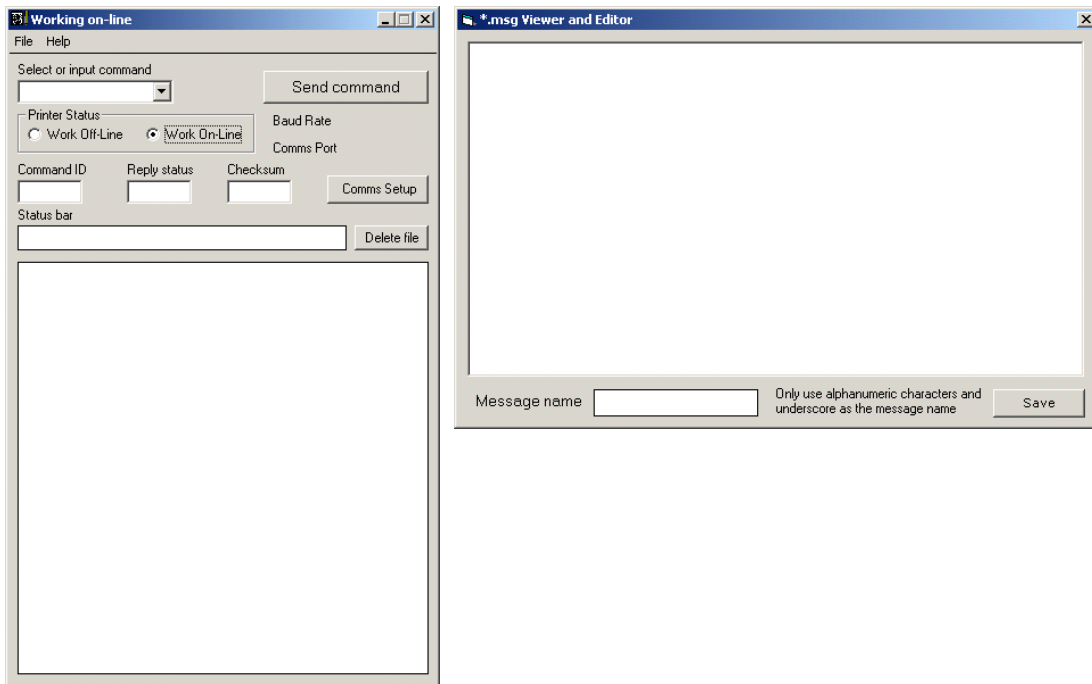 Working on-line
File Help
Select or input command
Send command
Printer Status
Work Off-Line Work On-Line
Baud Rate
Comms Port
Command ID Reply status Checksum
Comms Setup
Status bar
Delete file
*.msg Viewer and Editor
Message name
Only use alphanumeric characters and
underscore as the message name
Save